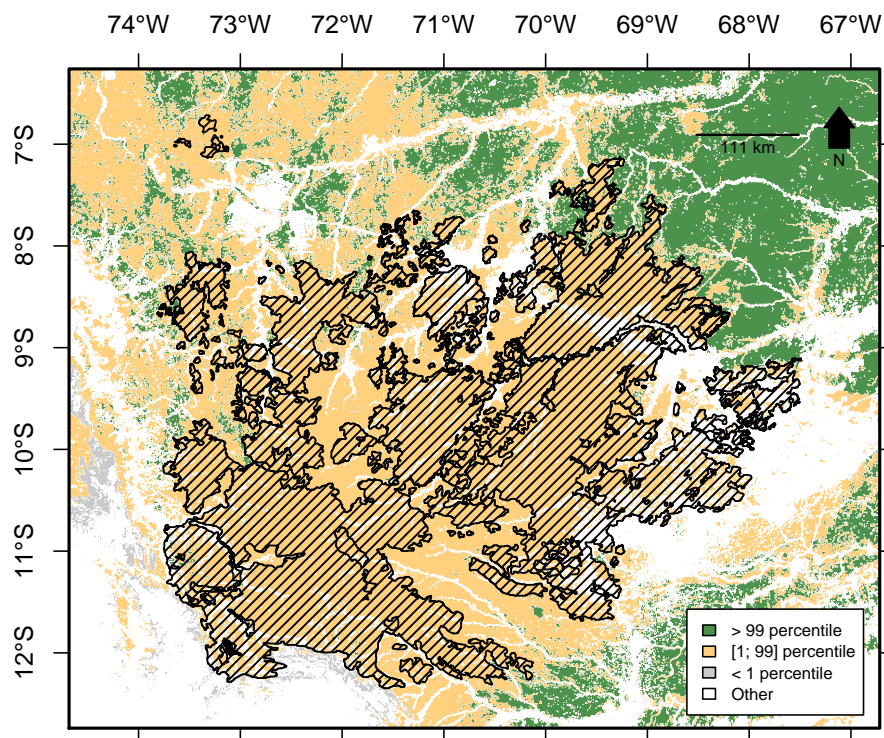 74°W 73°W 72°W 71°W 70°W 69°W 68°W 67°W
7°S
8°S
9°S
10°S
11°S
12°S
111 km
N
> 99 percentile
[1; 99] percentile
< 1 percentile
Other